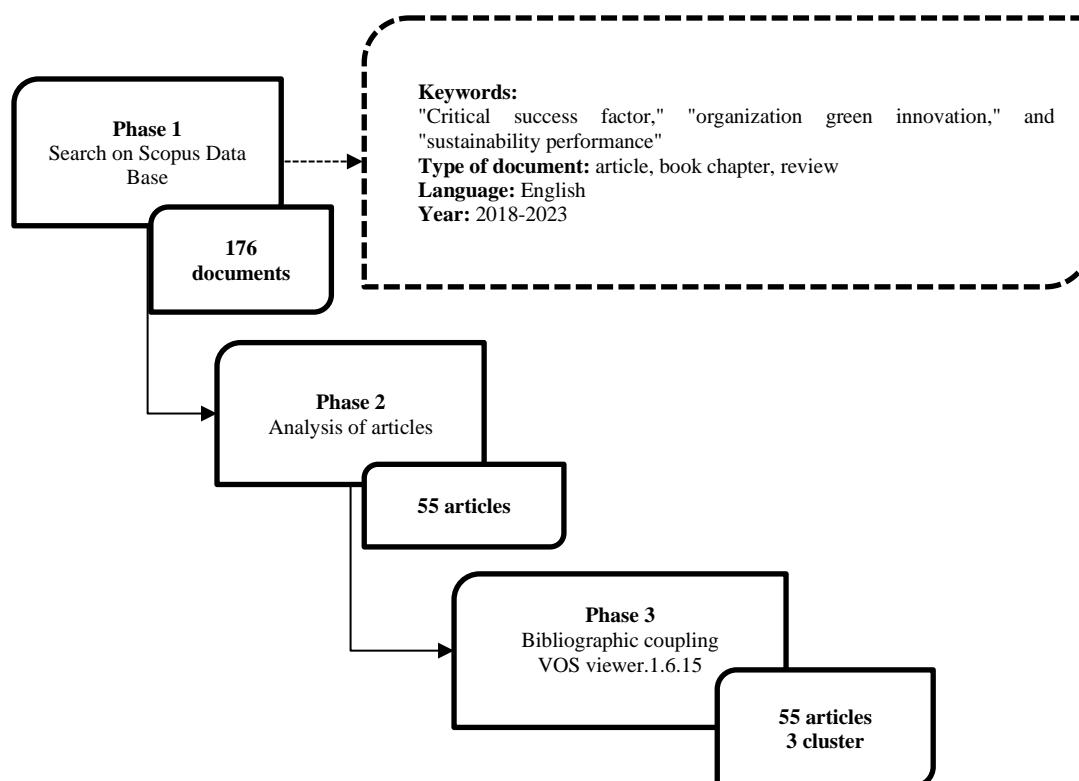 Phase 1
Search on Scopus Data
Base
176
documents
Keywords:
"Critical success factor," "organization green innovation," and
"sustainability performance"
Type of document: article, book chapter, review
Language: English
Year: 2018-2023
Phase 2
Analysis of articles
55 articles
Phase 3
Bibliographic coupling
VOS viewer.1.6.15
55 articles
3 cluster